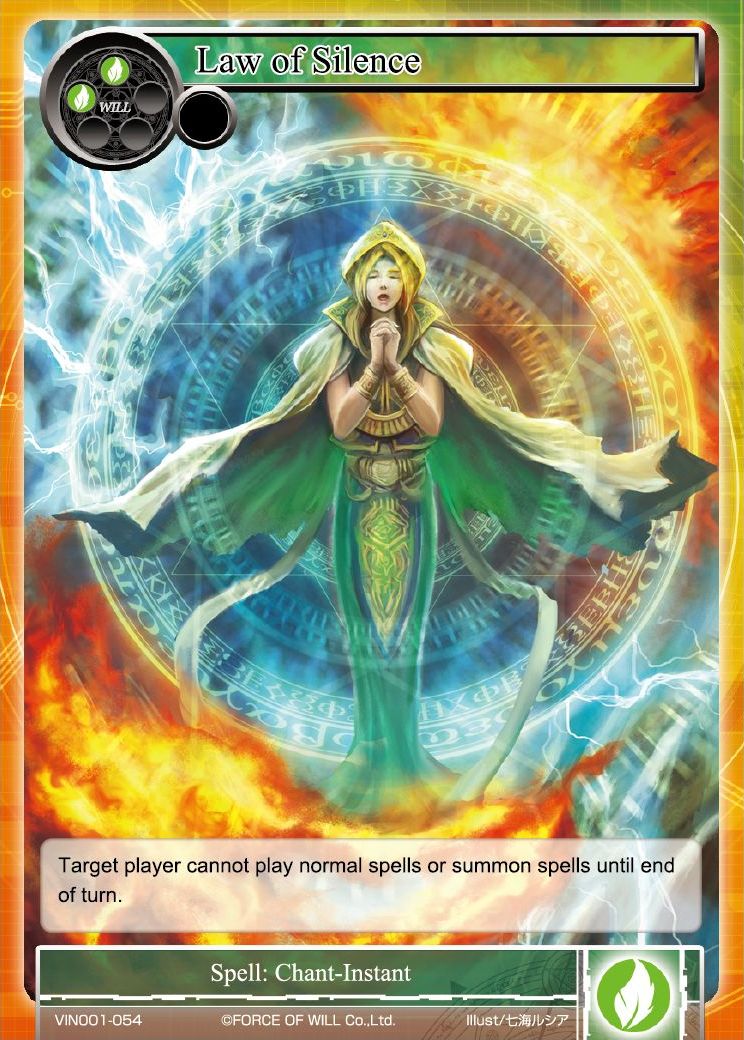 Law of Silence
WILL
Target player cannot play normal spells or summon spells until end
of turn.
Spell: Chant-Instant
VIN001-054 ©FORCE OF WILL Co.,Ltd. Illust/七海ルシア